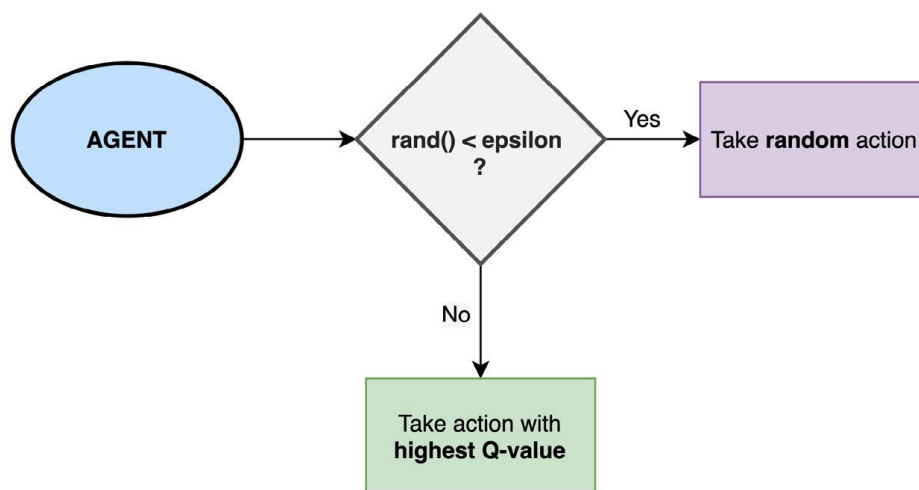 AGENT
rand() < epsilon
?
Yes
Take random action
No
Take action with
highest Q-value